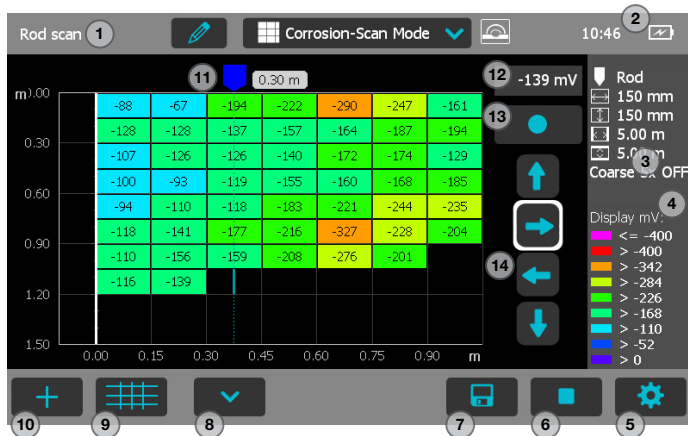 Rod scan 1 Corrosion-Scan Mode 10:46 2
11 0.30 m 12 -139 mV
m 0.00
-88 -67 -194 -222 -290 -247 -161
-128 -128 -137 -157 -164 -187 -194
0.30
-107 -126 -126 -140 -172 -174 -129
-100 -93 -119 -155 -160 -168 -185
0.60
-94 -110 -118 -183 -221 -244 -235
-118 -141 -177 -216 -327 -228 -204
0.90
-110 -156 -159 -208 -276 -201
-116 -139
1.20
1.50
0.00 0.15 0.30 0.45 0.60 0.75 0.90 m
13
14
Rod
150 mm
150 mm
5.00 m
5.00 m
3
Coarse 5x OFF
4
Display mV:
<= -400
> -400
> -342
> -284
> -226
> -168
> -110
> -52
> 0
10 9 8 7 6 5